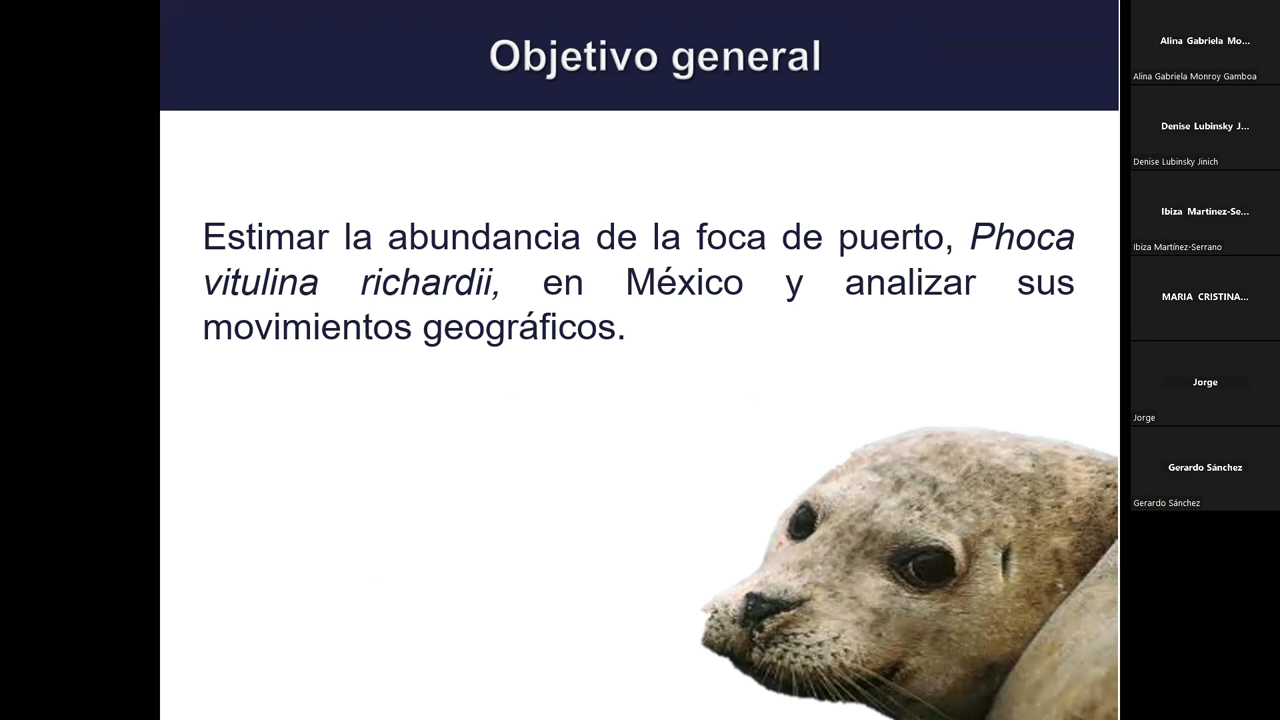 Objetivo general
Estimar la abundancia de la foca de puerto, Phoca
vitulina richardii, en México y analizar sus
movimientos geográficos.
Alina Gabriela Mo...
Alina Gabriela Monroy Gamboa
Denise Lubinsky J...
Denise Lubinsky Jinich
Ibiza Martínez-Se...
Ibiza Martínez-Serrano
MARIA CRISTINA...
Jorge
Jorge
Gerardo Sánchez
Gerardo Sánchez